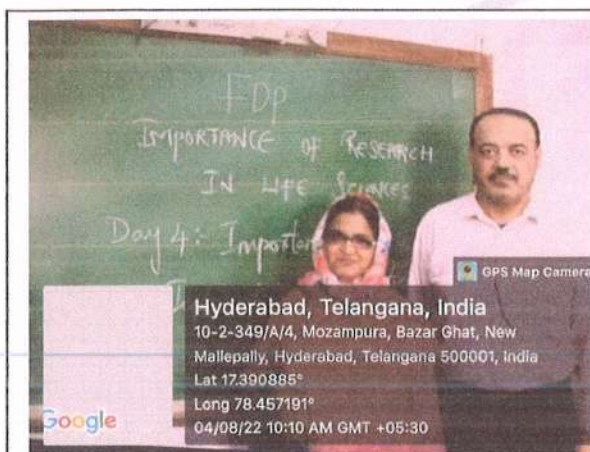 FDP
IMPORTANCE OF RESEARCH
IN LIFE SCIENCES
Day 4: Importan
GPS Map Camera
Hyderabad, Telangana, India
10-2-349/A/4, Mozampura, Bazar Ghat, New
Mallepally, Hyderabad, Telangana 500001, India
Lat 17.390885°
Long 78.457191°
04/08/22 10:10 AM GMT +05:30
Google